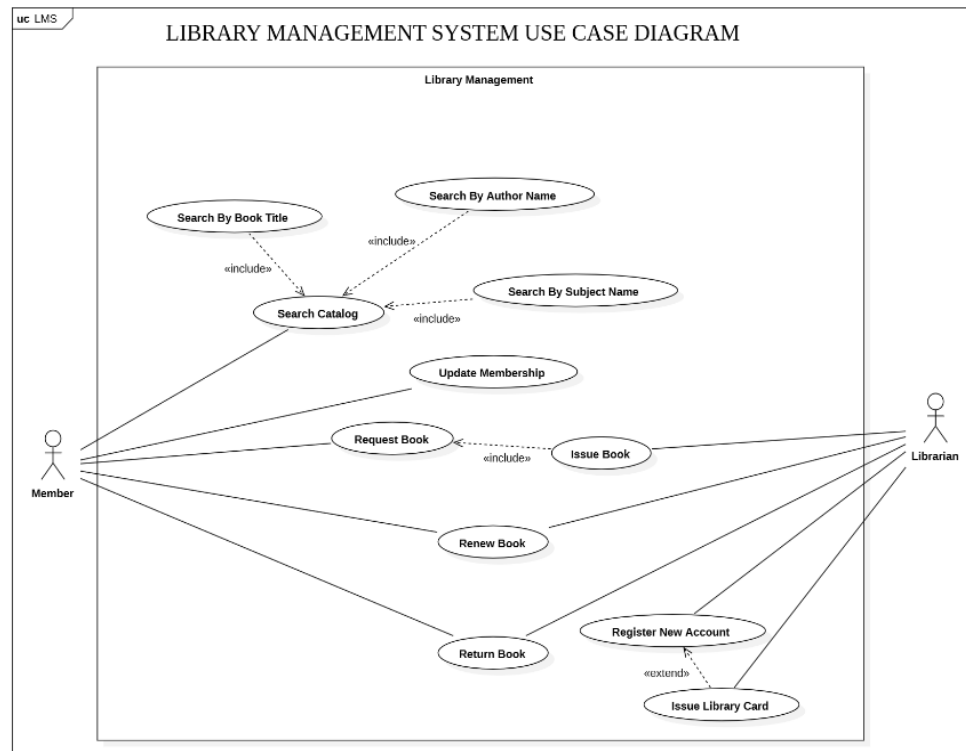 uc LMS
LIBRARY MANAGEMENT SYSTEM USE CASE DIAGRAM
Library Management
Search By Author Name
Search By Book Title
«include»
«include»
Search By Subject Name
Search Catalog
«include»
Update Membership
Request Book
«include»
Issue Book
Librarian
Member
Renew Book
Register New Account
Return Book
«extend»
Issue Library Card